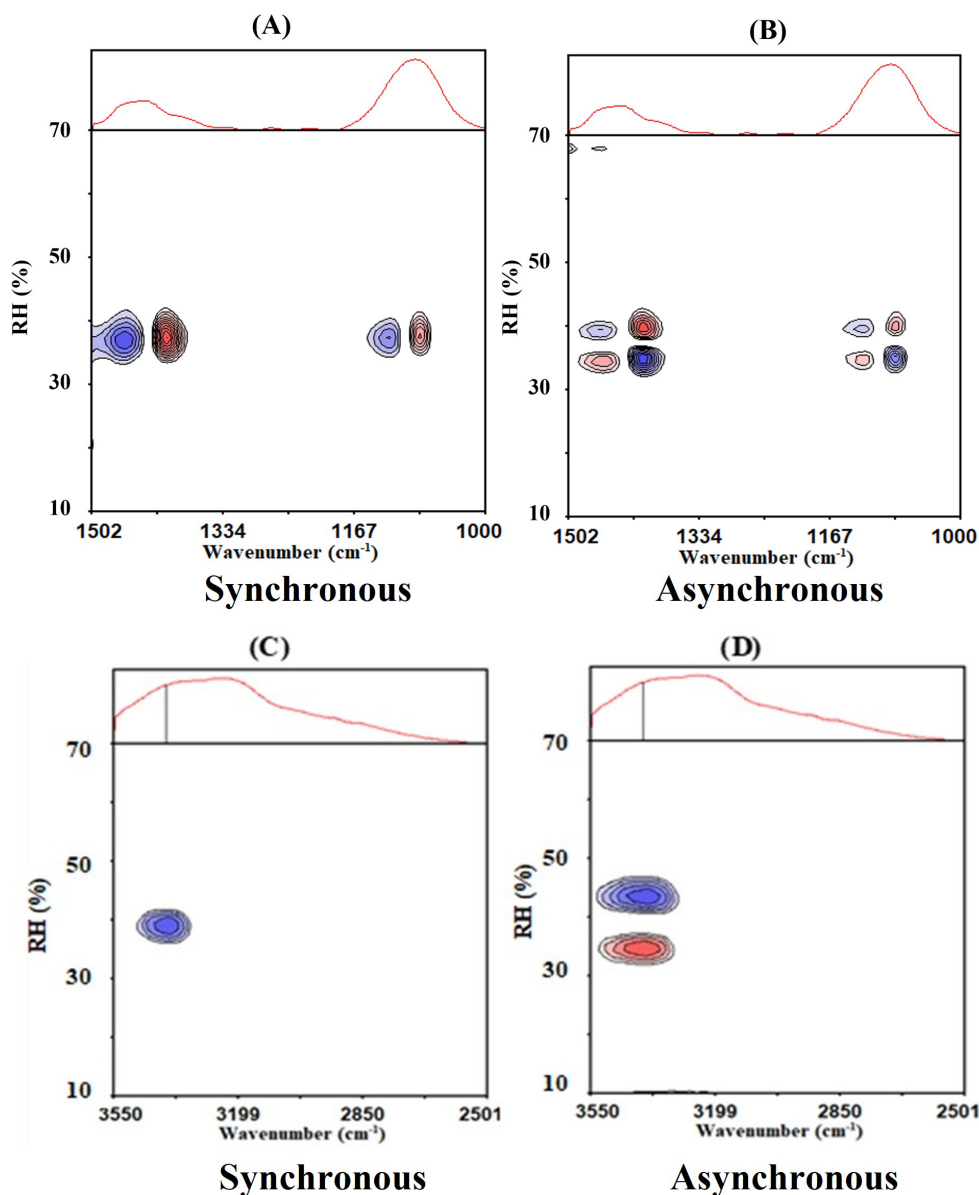 (A)
70
50
30
10
RH (%)
1502 1334 1167 1000
Wavenumber (cm-1)
Synchronous
(B)
70
50
30
10
RH (%)
1502 1334 1167 1000
Wavenumber (cm-1)
Asynchronous
(C)
70
50
30
10
RH (%)
3550 3199 2850 2501
Wavenumber (cm-1)
Synchronous
(D)
70
50
30
10
RH (%)
3550 3199 2850 2501
Wavenumber (cm-1)
Asynchronous